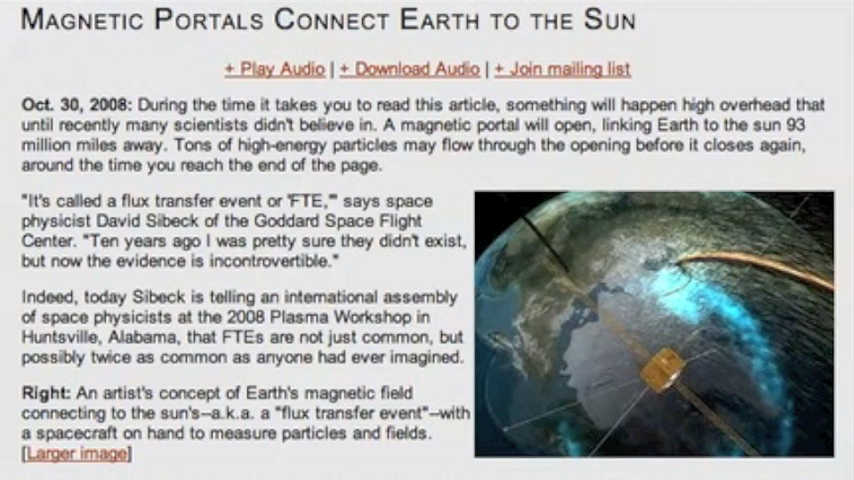 Magnetic Portals Connect Earth to the Sun
+ Play Audio | + Download Audio | + Join mailing list
Oct. 30, 2008: During the time it takes you to read this article, something will happen high overhead that
until recently many scientists didn't believe in. A magnetic portal will open, linking Earth to the sun 93
million miles away. Tons of high-energy particles may flow through the opening before it closes again,
around the time you reach the end of the page.
"It's called a flux transfer event or 'FTE,'" says space
physicist David Sibeck of the Goddard Space Flight
Center. "Ten years ago I was pretty sure they didn't exist,
but now the evidence is incontrovertible."
Indeed, today Sibeck is telling an international assembly
of space physicists at the 2008 Plasma Workshop in
Huntsville, Alabama, that FTEs are not just common, but
possibly twice as common as anyone had ever imagined.
Right: An artist's concept of Earth's magnetic field
connecting to the sun's--a.k.a. a "flux transfer event"--with
a spacecraft on hand to measure particles and fields.
[Larger image]